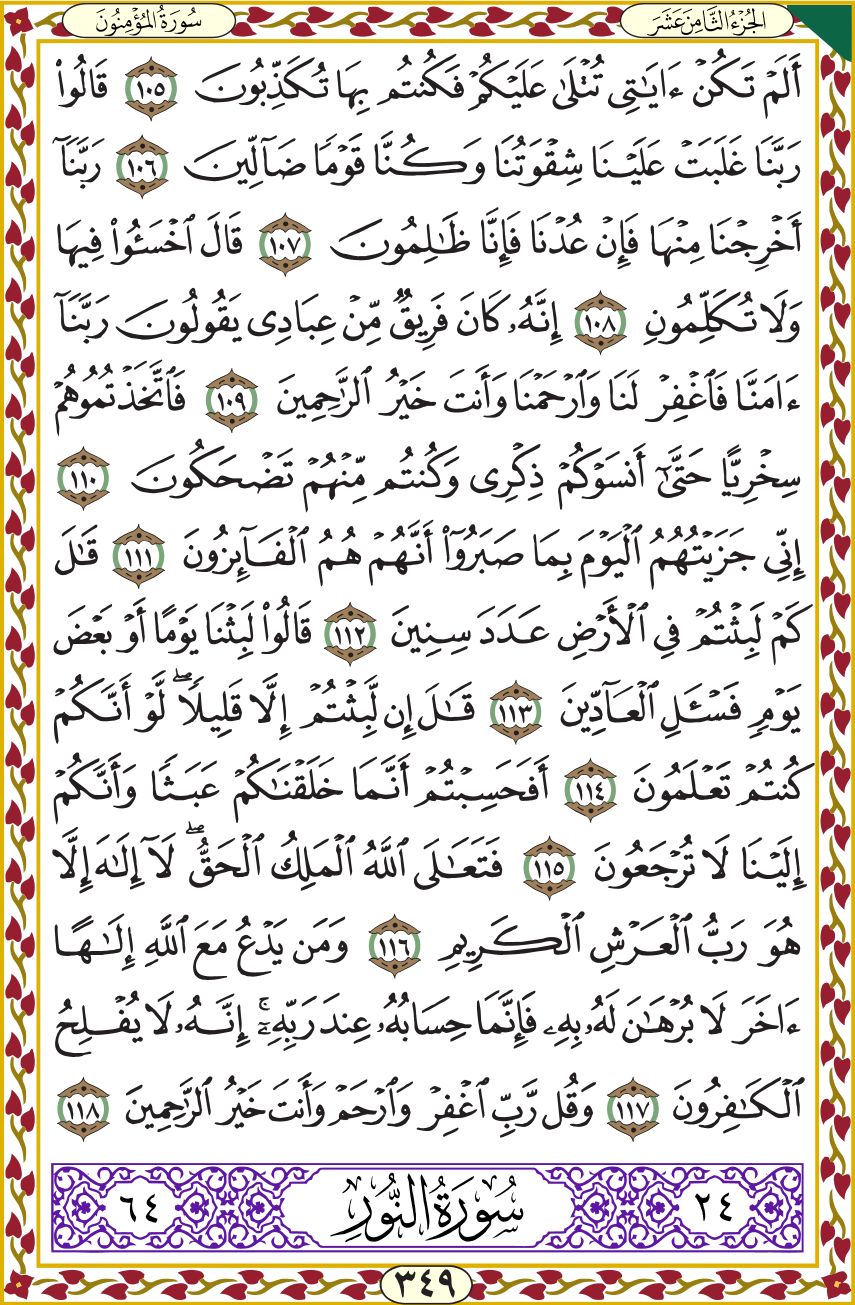 الجُزْءُ الثَّامِنَ عَشَرَ
سُورَةُ المُؤْمِنُونَ
أَلَمْ تَكُنْ ءَايَـٰتِى تُتْلَىٰ عَلَيْكُمْ فَكُنتُم بِهَا تُكَذِّبُونَ ١٠٥ قَالُوا۟
رَبَّنَا غَلَبَتْ عَلَيْنَا شِقْوَتُنَا وَكُنَّا قَوْمًا ضَآلِّينَ ١٠٦ رَبَّنَآ
أَخْرِجْنَا مِنْهَا فَإِنْ عُدْنَا فَإِنَّا ظَـٰلِمُونَ ١٠٧ قَالَ ٱخْسَـُٔوا۟ فِيهَا
وَلَا تُكَلِّمُونِ ١٠٨ إِنَّهُۥ كَانَ فَرِيقٌ مِّنْ عِبَادِى يَقُولُونَ رَبَّنَآ
ءَامَنَّا فَٱغْفِرْ لَنَا وَٱرْحَمْنَا وَأَنتَ خَيْرُ ٱلرَّٰحِمِينَ ١٠٩ فَٱتَّخَذْتُمُوهُمْ
سِخْرِيًّا حَتَّىٰٓ أَنسَوْكُمْ ذِكْرِى وَكُنتُم مِّنْهُمْ تَضْحَكُونَ ١١٠
إِنِّى جَزَيْتُهُمُ ٱلْيَوْمَ بِمَا صَبَرُوٓا۟ أَنَّهُمْ هُمُ ٱلْفَآئِزُونَ ١١١ قَـٰلَ
كَمْ لَبِثْتُمْ فِى ٱلْأَرْضِ عَدَدَ سِنِينَ ١١٢ قَالُوا۟ لَبِثْنَا يَوْمًا أَوْ بَعْضَ
يَوْمٍ فَسْـَٔلِ ٱلْعَآدِّينَ ١١٣ قَـٰلَ إِن لَّبِثْتُمْ إِلَّا قَلِيلًا ۖ لَّوْ أَنَّكُمْ
كُنتُمْ تَعْلَمُونَ ١١٤ أَفَحَسِبْتُمْ أَنَّمَا خَلَقْنَـٰكُمْ عَبَثًا وَأَنَّكُمْ
إِلَيْنَا لَا تُرْجَعُونَ ١١٥ فَتَعَـٰلَى ٱللَّهُ ٱلْمَلِكُ ٱلْحَقُّ ۖ لَآ إِلَـٰهَ إِلَّا
هُوَ رَبُّ ٱلْعَرْشِ ٱلْكَرِيمِ ١١٦ وَمَن يَدْعُ مَعَ ٱللَّهِ إِلَـٰهًا
ءَاخَرَ لَا بُرْهَـٰنَ لَهُۥ بِهِۦ فَإِنَّمَا حِسَابُهُۥ عِندَ رَبِّهِۦٓ ۚ إِنَّهُۥ لَا يُفْلِحُ
ٱلْكَـٰفِرُونَ ١١٧ وَقُل رَّبِّ ٱغْفِرْ وَٱرْحَمْ وَأَنتَ خَيْرُ ٱلرَّٰحِمِينَ ١١٨
٢٤ سُورَةُ النُّورِ ٦٤
٣٤٩